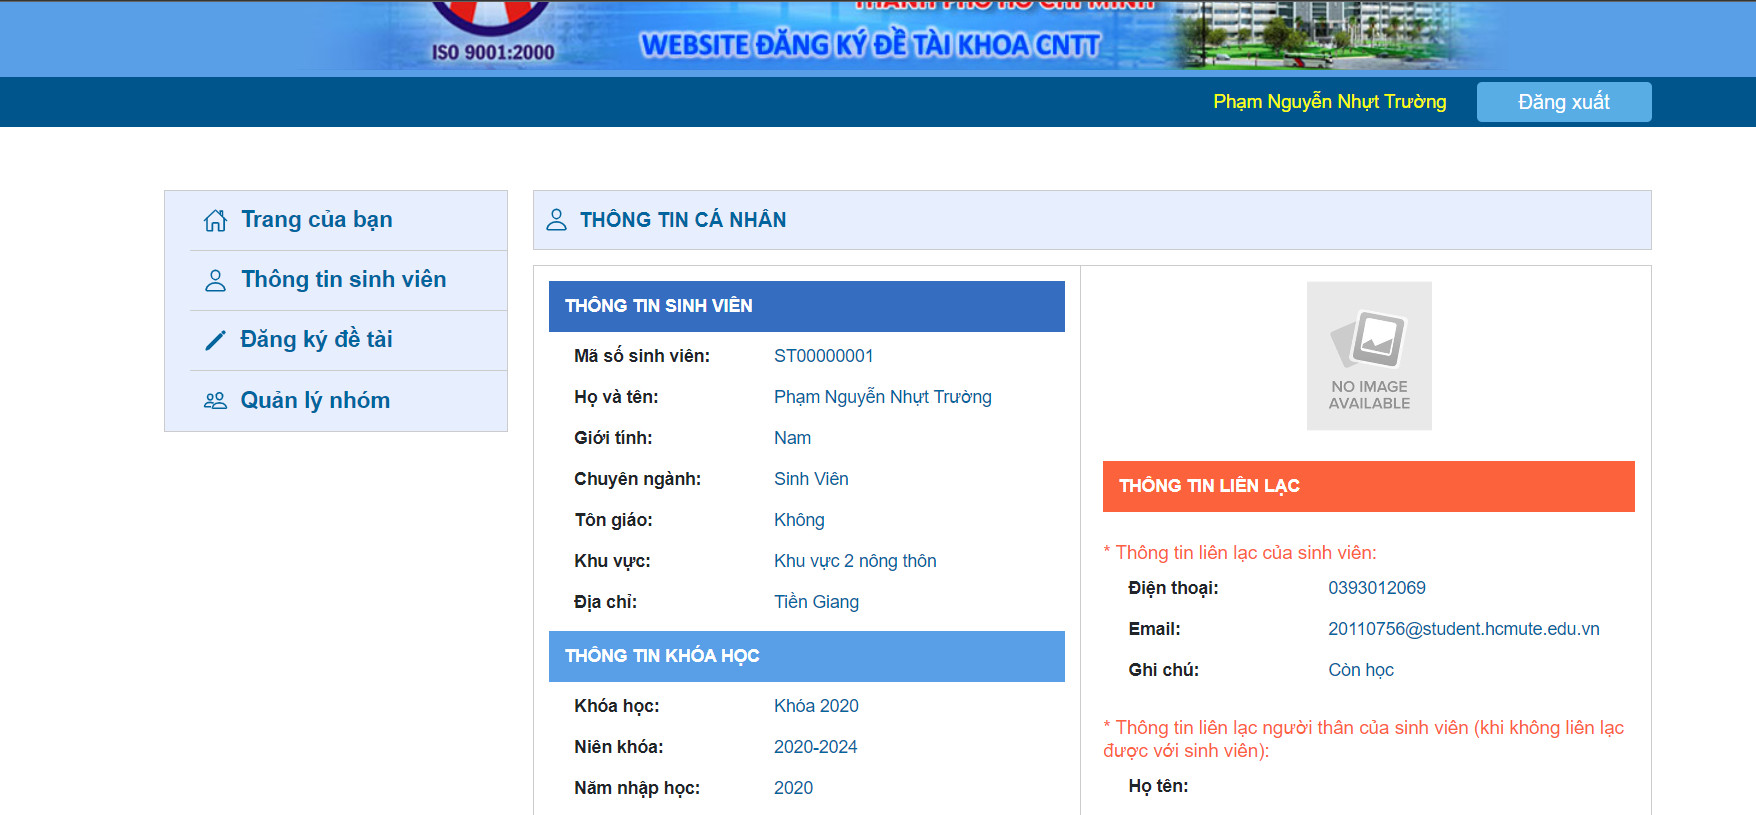 THÀNH PHỐ HỒ CHÍ MINH
ISO 9001:2000
WEBSITE ĐĂNG KÝ ĐỀ TÀI KHOA CNTT
Phạm Nguyễn Nhựt Trường
Đăng xuất
Trang của bạn
Thông tin sinh viên
Đăng ký đề tài
Quản lý nhóm
THÔNG TIN CÁ NHÂN
THÔNG TIN SINH VIÊN
Mã số sinh viên: ST00000001
Họ và tên: Phạm Nguyễn Nhựt Trường
Giới tính: Nam
Chuyên ngành: Sinh Viên
Tôn giáo: Không
Khu vực: Khu vực 2 nông thôn
Địa chỉ: Tiền Giang
THÔNG TIN KHÓA HỌC
Khóa học: Khóa 2020
Niên khóa: 2020-2024
Năm nhập học: 2020
NO IMAGE
AVAILABLE
THÔNG TIN LIÊN LẠC
* Thông tin liên lạc của sinh viên:
Điện thoại: 0393012069
Email: 20110756@student.hcmute.edu.vn
Ghi chú: Còn học
* Thông tin liên lạc người thân của sinh viên (khi không liên lạc
được với sinh viên):
Họ tên: